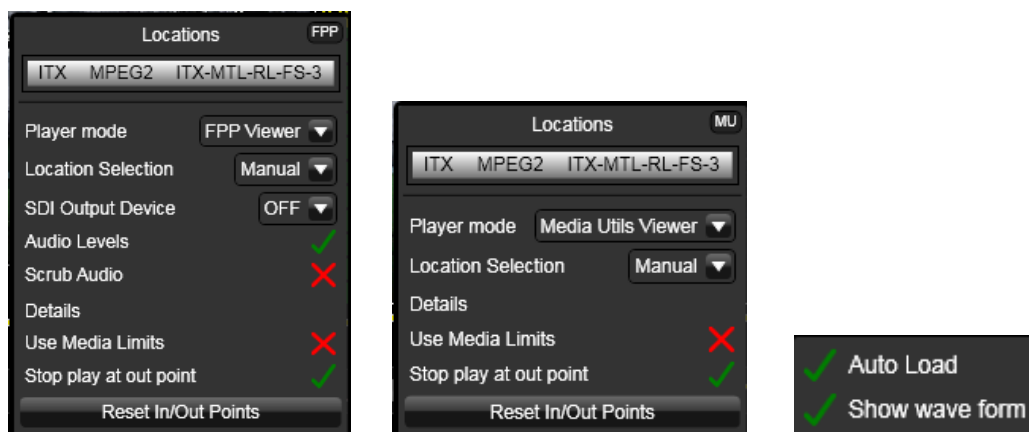 Locations FPP
ITX MPEG2 ITX-MTL-RL-FS-3
Player mode FPP Viewer
Location Selection Manual
SDI Output Device OFF
Audio Levels
Scrub Audio
Details
Use Media Limits
Stop play at out point
Reset In/Out Points
Locations MU
ITX MPEG2 ITX-MTL-RL-FS-3
Player mode Media Utils Viewer
Location Selection Manual
Details
Use Media Limits
Stop play at out point
Reset In/Out Points
Auto Load
Show wave form